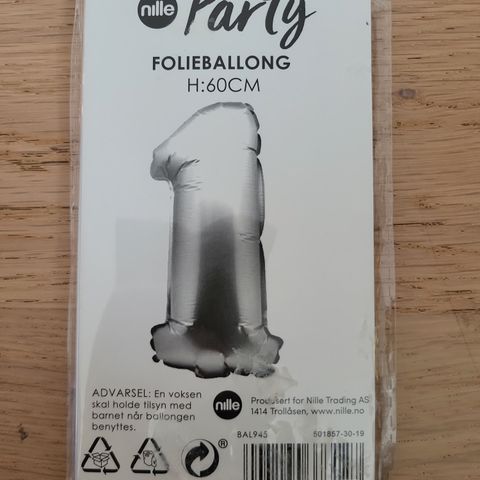 nille Party
FOLIEBALLONG
H:60CM
ADVARSEL: En voksen
skal holde tilsyn med
barnet når ballongen
benyttes.
nille
Produsert for Nille Trading AS
1414 Trollåsen, www.nille.no
®
BAL945 501857-30-19